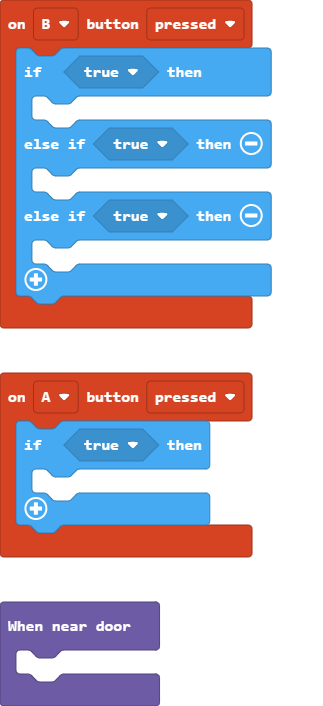 on B button pressed
if true then
else if true then
else if true then
on A button pressed
if true then
When near door